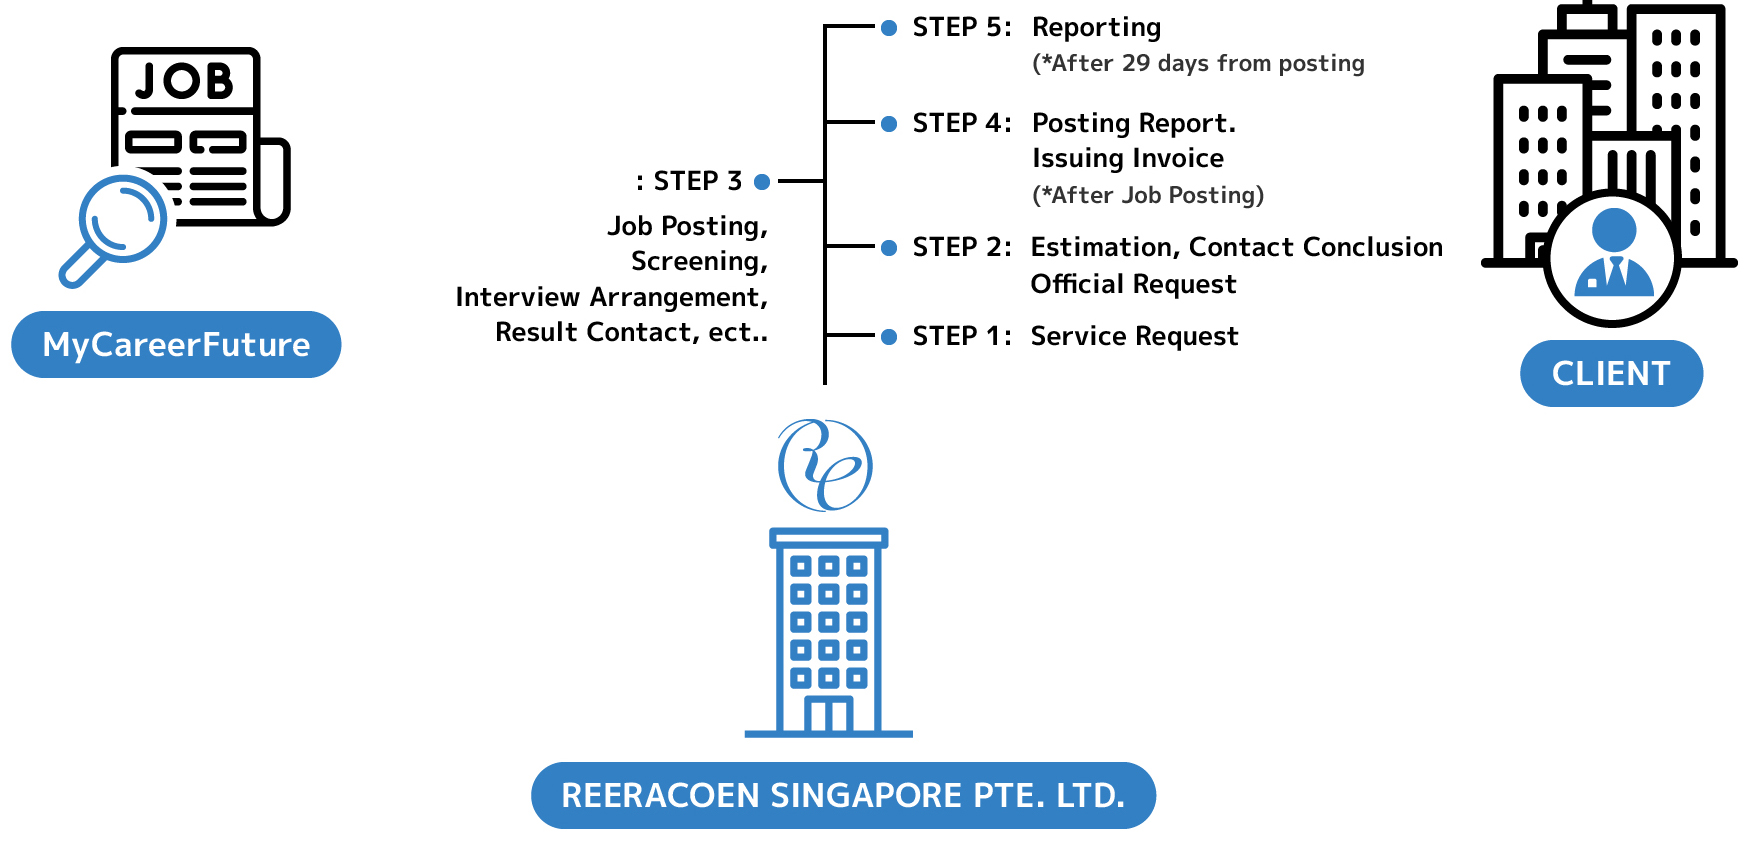 JOB
MyCareerFuture
: STEP 3
Job Posting,
Screening,
Interview Arrangement,
Result Contact, ect..
STEP 5: Reporting
(*After 29 days from posting
STEP 4: Posting Report.
Issuing Invoice
(*After Job Posting)
STEP 2: Estimation, Contact Conclusion
Official Request
STEP 1: Service Request
CLIENT
Re
REERACOEN SINGAPORE PTE. LTD.